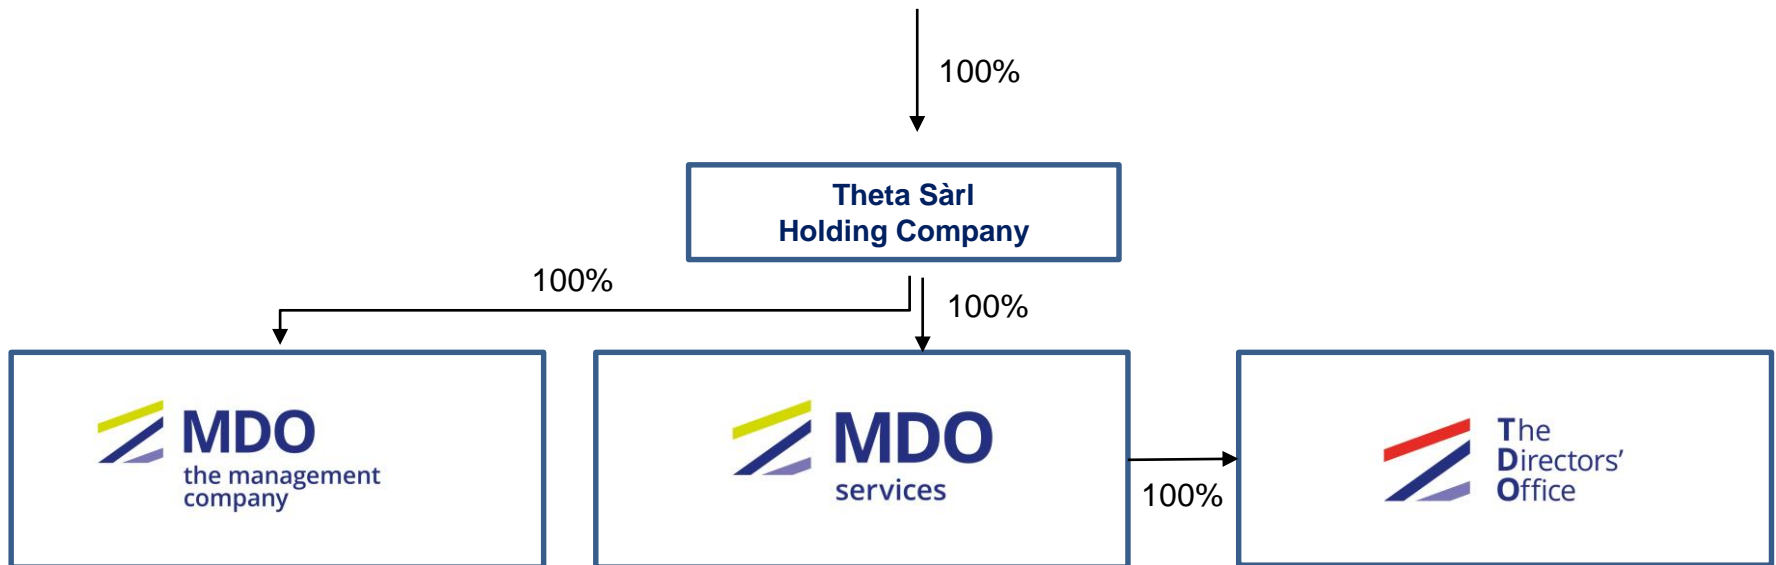 100%
Theta Sàrl
Holding Company
100%
100%
MDO
the management
company
MDO
services
100%
The
Directors'
Office